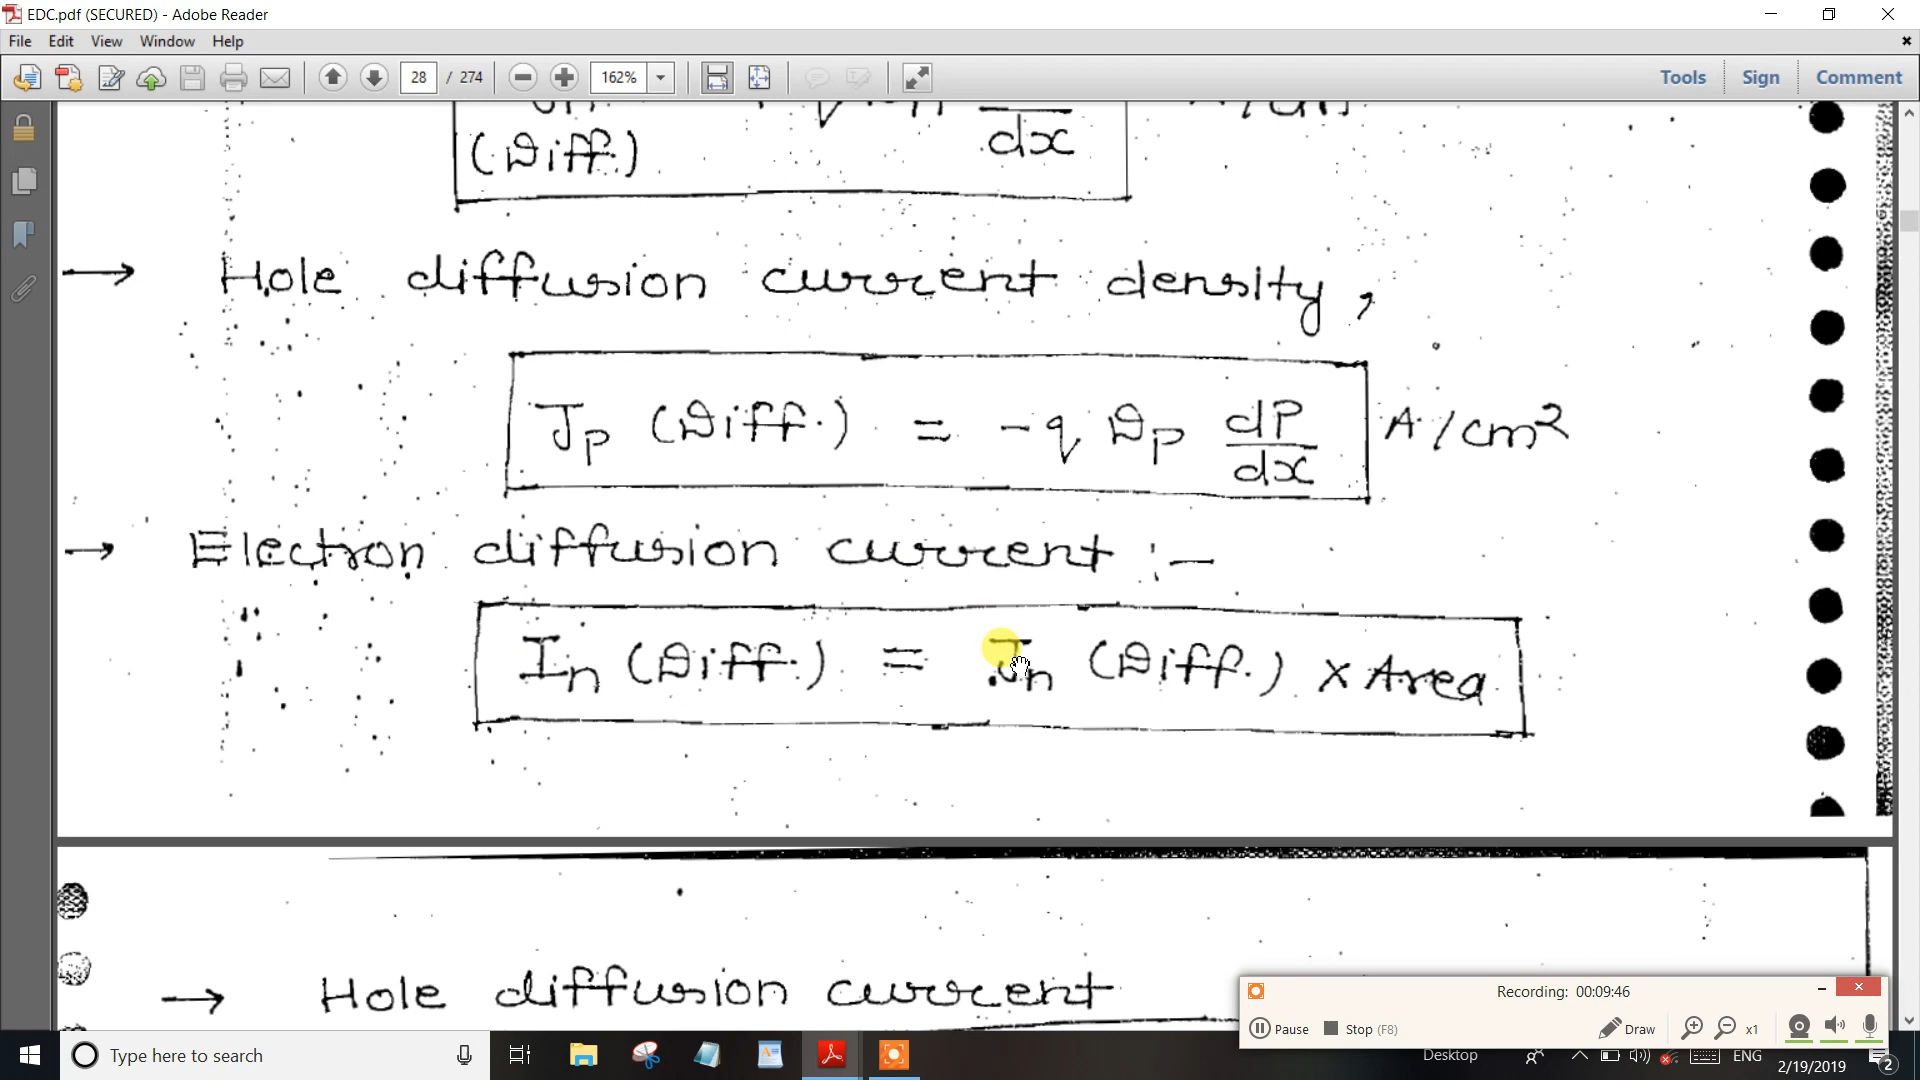 EDC.pdf (SECURED) - Adobe Reader
File Edit View Window Help
28 / 274 162% Tools Sign Comment
dx
(Diff.)
→ Hole diffusion current density,
Jp (Diff.) = -q Dp dP/dx A/cm²
→ Electron diffusion current :-
In (Diff.) = Jn (Diff.) x Area
→ Hole diffusion current
Recording: 00:09:46
Pause Stop (F8) Draw x1
Type here to search
Desktop ENG
2/19/2019 2